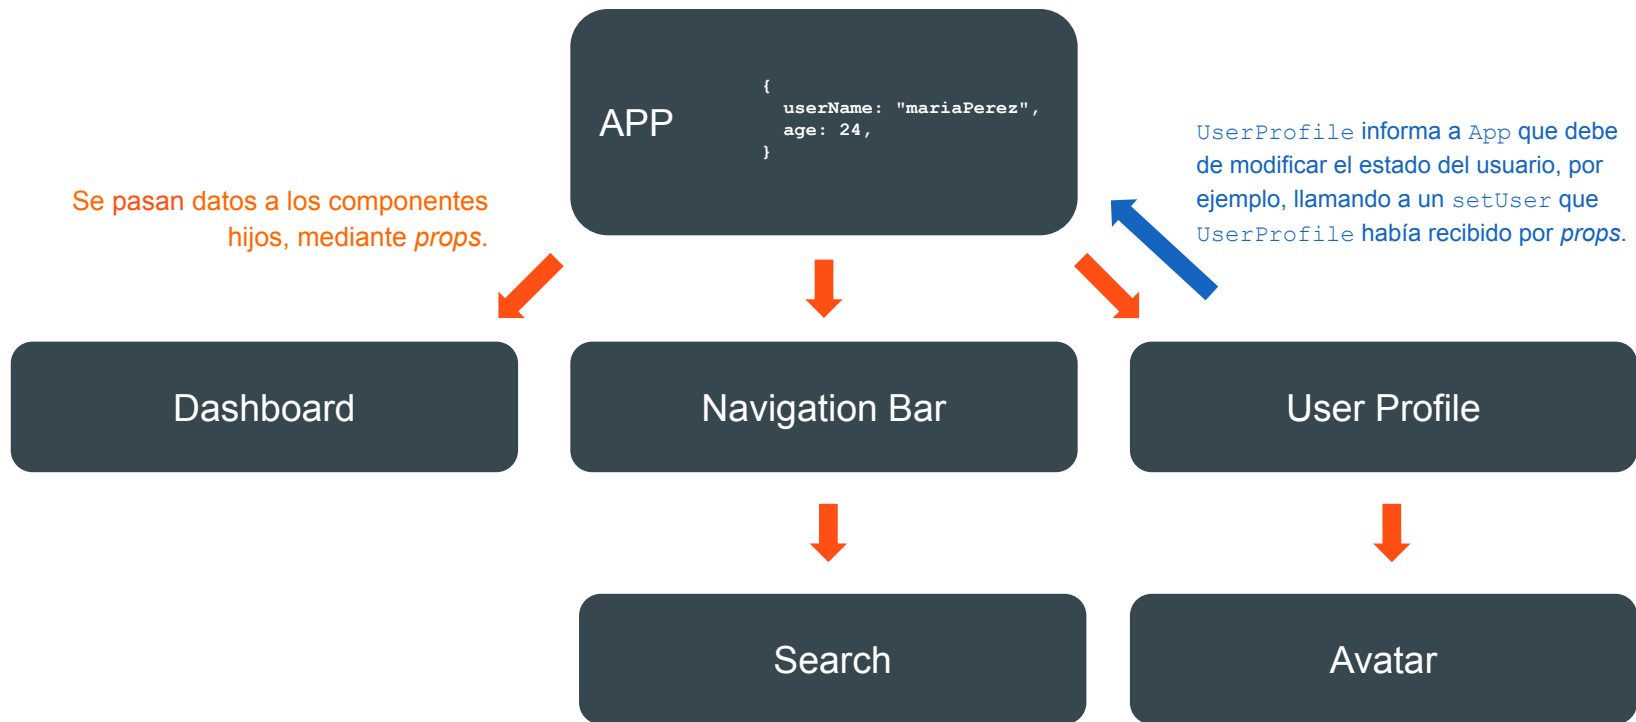 APP
{
userName: "mariaPerez",
age: 24,
}
Se pasan datos a los componentes
hijos, mediante props.
UserProfile informa a App que debe
de modificar el estado del usuario, por
ejemplo, llamando a un setUser que
UserProfile había recibido por props.
Dashboard
Navigation Bar
User Profile
Search
Avatar